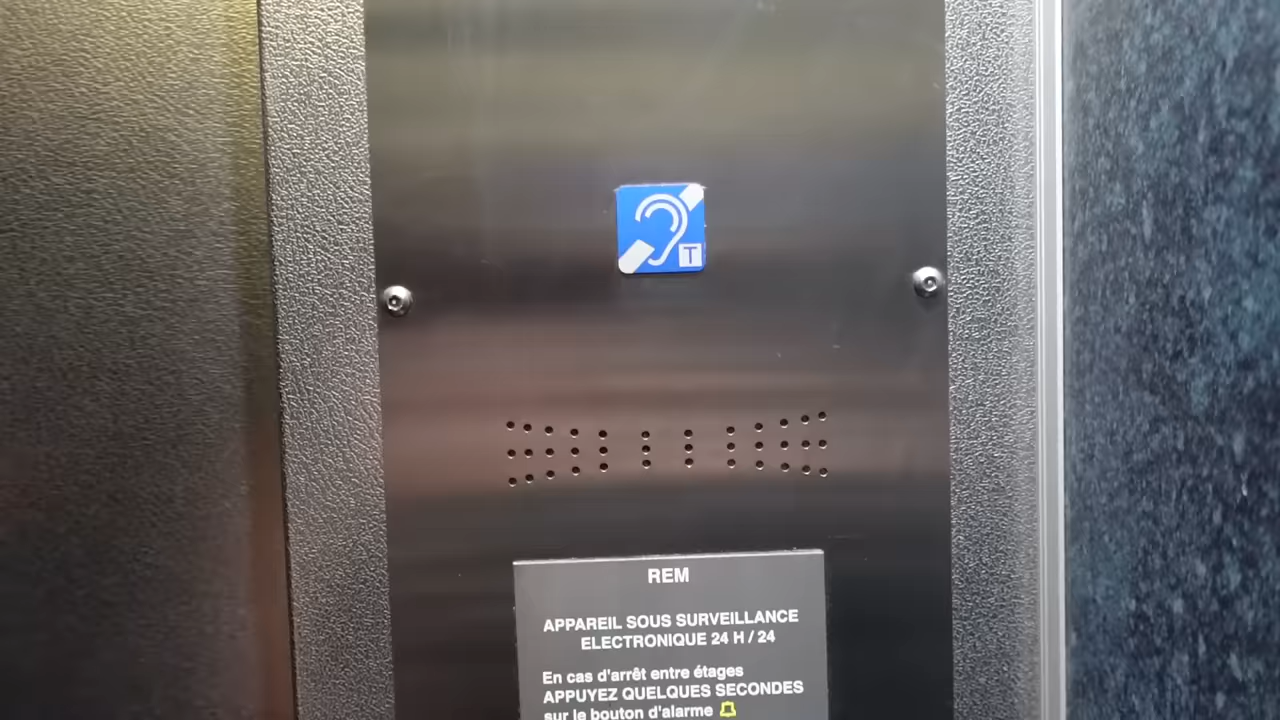 T
REM
APPAREIL SOUS SURVEILLANCE
ELECTRONIQUE 24 H / 24
En cas d'arrêt entre étages
APPUYEZ QUELQUES SECONDES
sur le bouton d'alarme